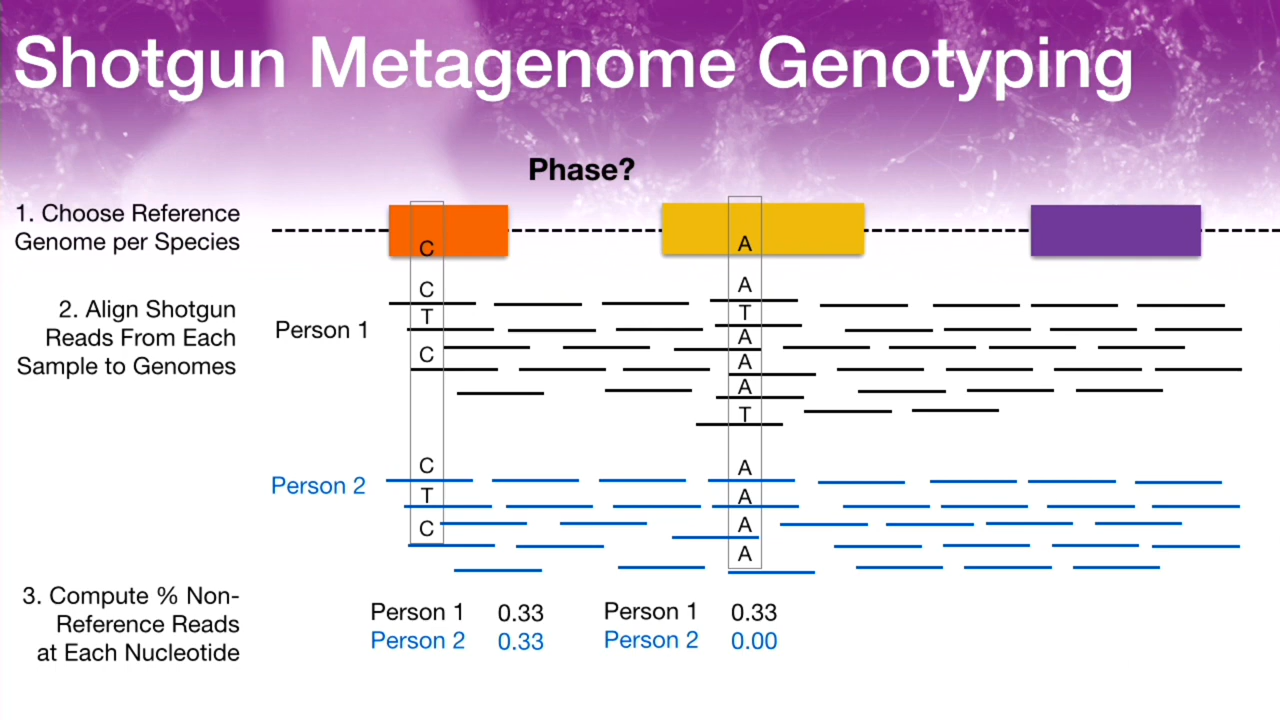 Shotgun Metagenome Genotyping
Phase?
1. Choose Reference
Genome per Species
C
A
2. Align Shotgun
Reads From Each
Sample to Genomes
Person 1
C
T
C
A
T
A
A
A
T
Person 2
C
T
C
A
A
A
A
3. Compute % Non-
Reference Reads
at Each Nucleotide
Person 1 0.33 Person 1 0.33
Person 2 0.33 Person 2 0.00